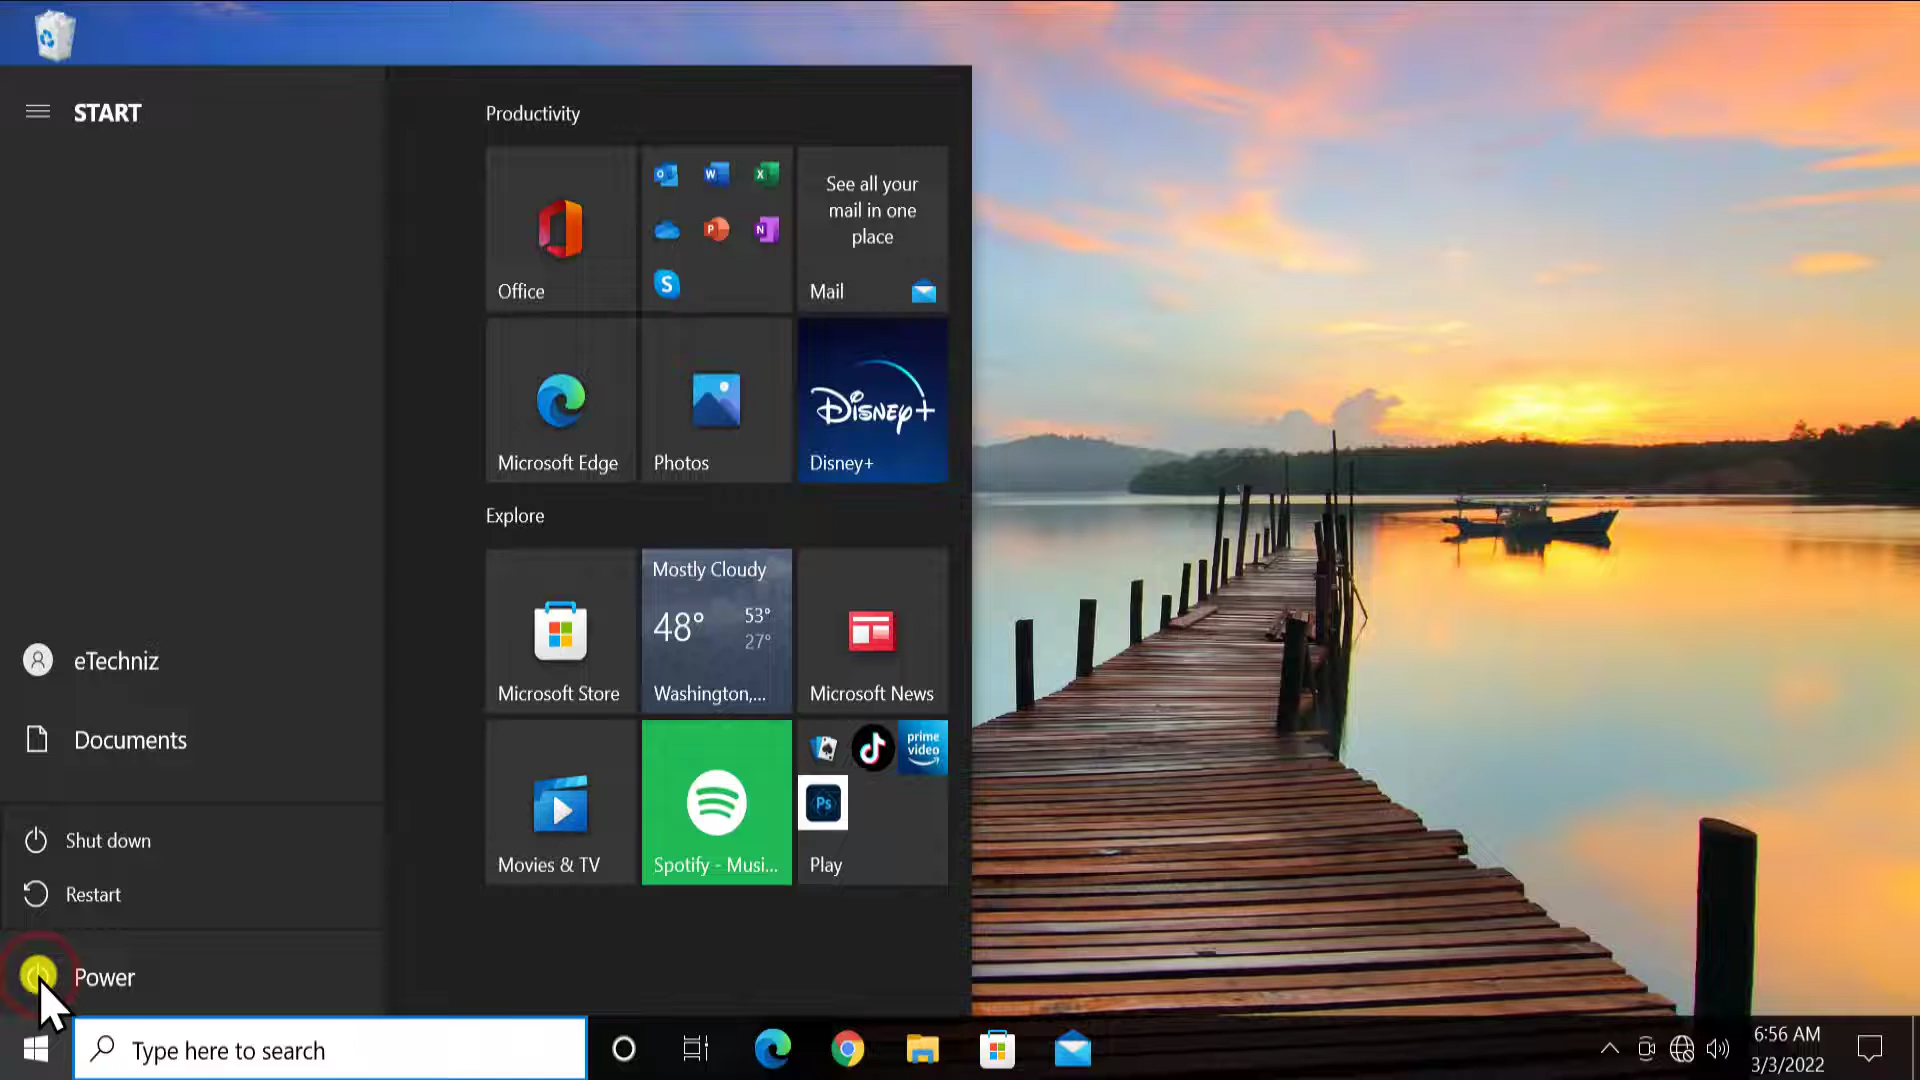 START
Productivity
See all your
mail in one
place
Office
Mail
Disney+
Microsoft Edge
Photos
Disney+
Explore
Mostly Cloudy
48°
53°
27°
Microsoft Store
Washington,...
Microsoft News
prime
video
Ps
Movies & TV
Spotify - Musi...
Play
eTechniz
Documents
Shut down
Restart
Power
Type here to search
6:56 AM
3/3/2022